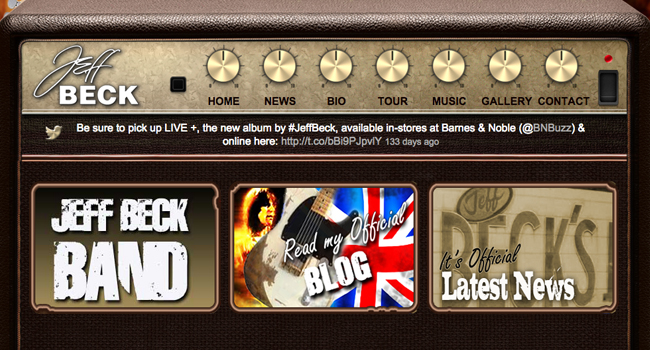 Jeff
BECK
HOME NEWS BIO TOUR MUSIC GALLERY CONTACT
Be sure to pick up LIVE +, the new album by #JeffBeck, available in-stores at Barnes & Noble (@BNBuzz) &
online here: http://t.co/bBi9PJpvlY 133 days ago
JEFF BECK
BAND
Read my Official
BLOG
Jeff
BECK'S
It's Official
Latest News